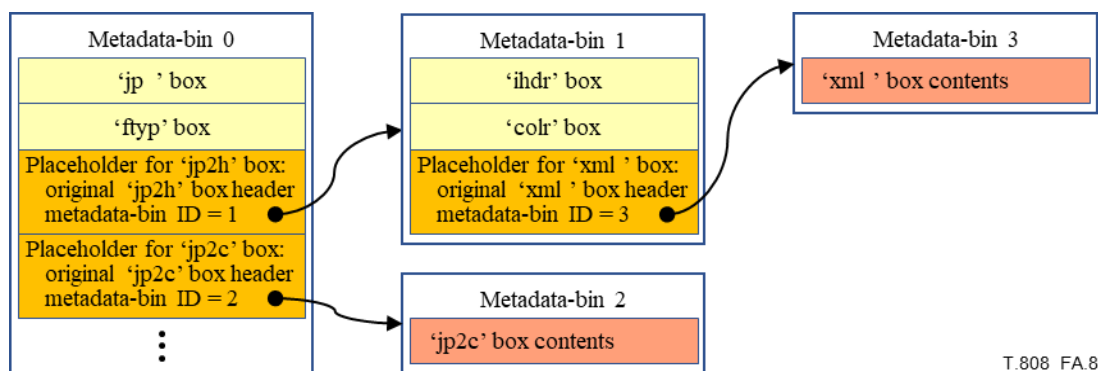 Metadata-bin 0
‘jp ’ box
‘ftyp’ box
Placeholder for ‘jp2h’ box:
original ‘jp2h’ box header
metadata-bin ID = 1
Placeholder for ‘jp2c’ box:
original ‘jp2c’ box header
metadata-bin ID = 2
Metadata-bin 1
‘ihdr’ box
‘colr’ box
Placeholder for ‘xml ’ box:
original ‘xml ’ box header
metadata-bin ID = 3
Metadata-bin 2
‘jp2c’ box contents
Metadata-bin 3
‘xml ’ box contents
T.808_FA.8